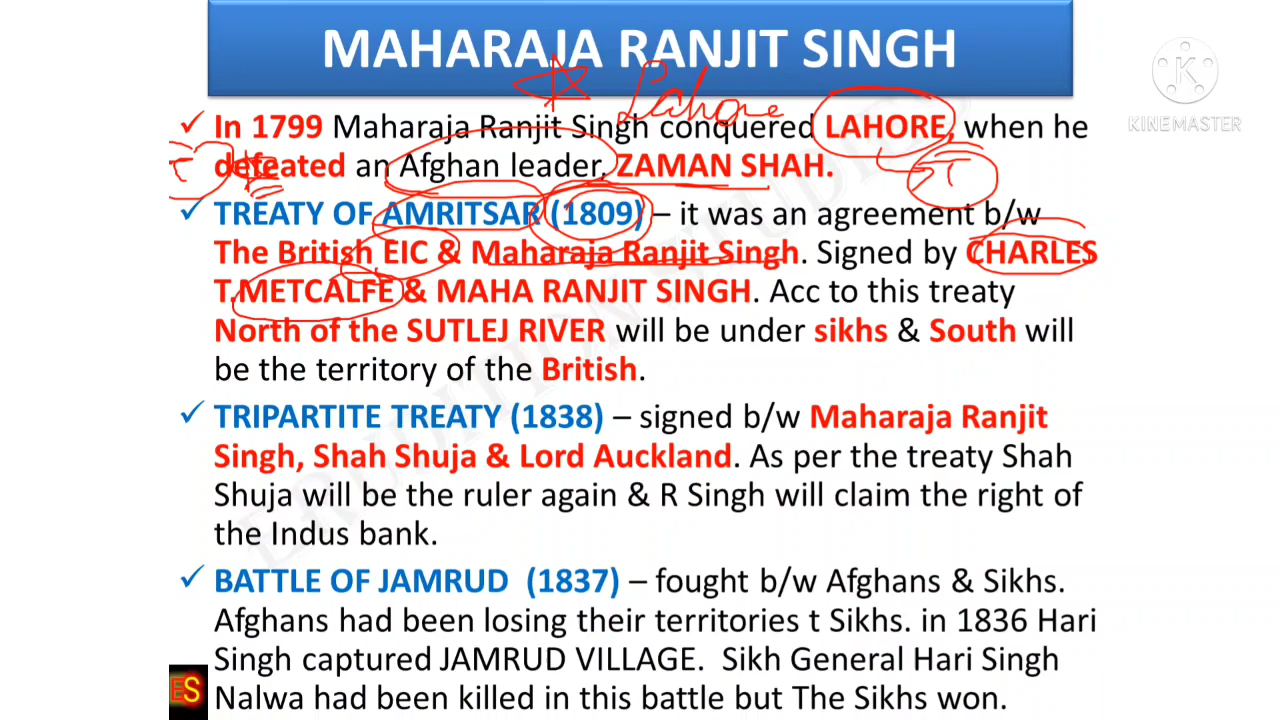 MAHARAJA RANJIT SINGH
K
KINEMASTER
Lahore
✓ In 1799 Maharaja Ranjit Singh conquered LAHORE, when he
defeated an Afghan leader, ZAMAN SHAH.
✓ TREATY OF AMRITSAR (1809) – it was an agreement b/w
The British EIC & Maharaja Ranjit Singh. Signed by CHARLES
T.METCALFE & MAHA RANJIT SINGH. Acc to this treaty
North of the SUTLEJ RIVER will be under sikhs & South will
be the territory of the British.
✓ TRIPARTITE TREATY (1838) – signed b/w Maharaja Ranjit
Singh, Shah Shuja & Lord Auckland. As per the treaty Shah
Shuja will be the ruler again & R Singh will claim the right of
the Indus bank.
✓ BATTLE OF JAMRUD (1837) – fought b/w Afghans & Sikhs.
Afghans had been losing their territories t Sikhs. in 1836 Hari
Singh captured JAMRUD VILLAGE. Sikh General Hari Singh
Nalwa had been killed in this battle but The Sikhs won.
ES